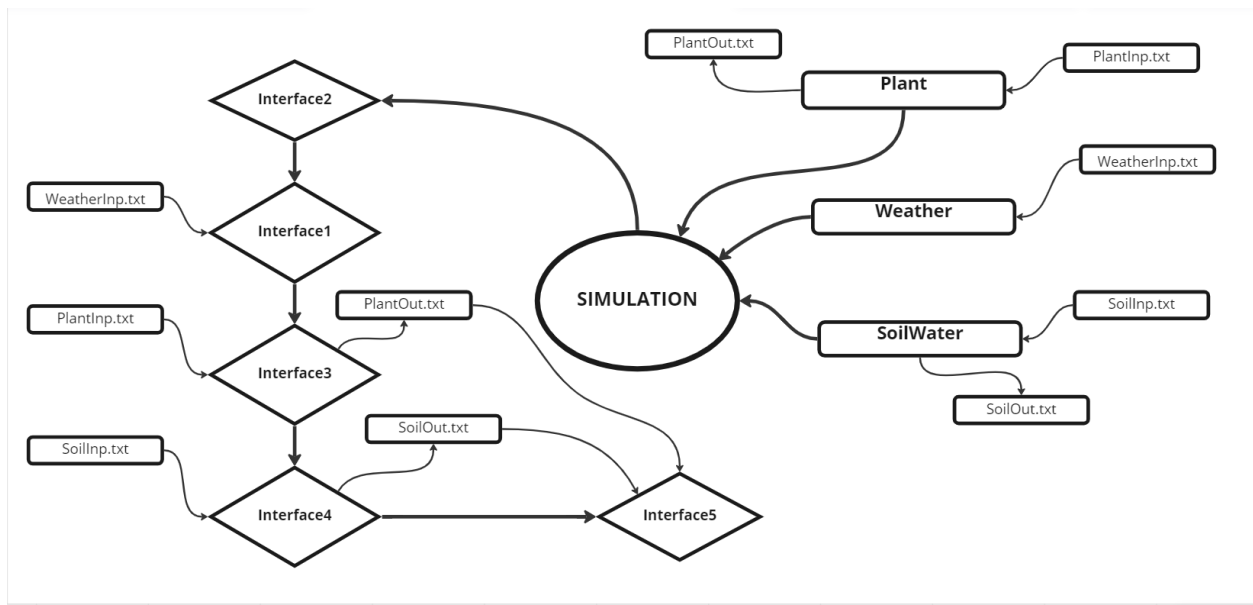 PlantOut.txt
PlantInp.txt
Plant
Interface2
WeatherInp.txt
Weather
WeatherInp.txt
Interface1
SIMULATION
PlantInp.txt
PlantOut.txt
SoilInp.txt
SoilWater
Interface3
SoilOut.txt
SoilInp.txt
SoilOut.txt
Interface4
Interface5